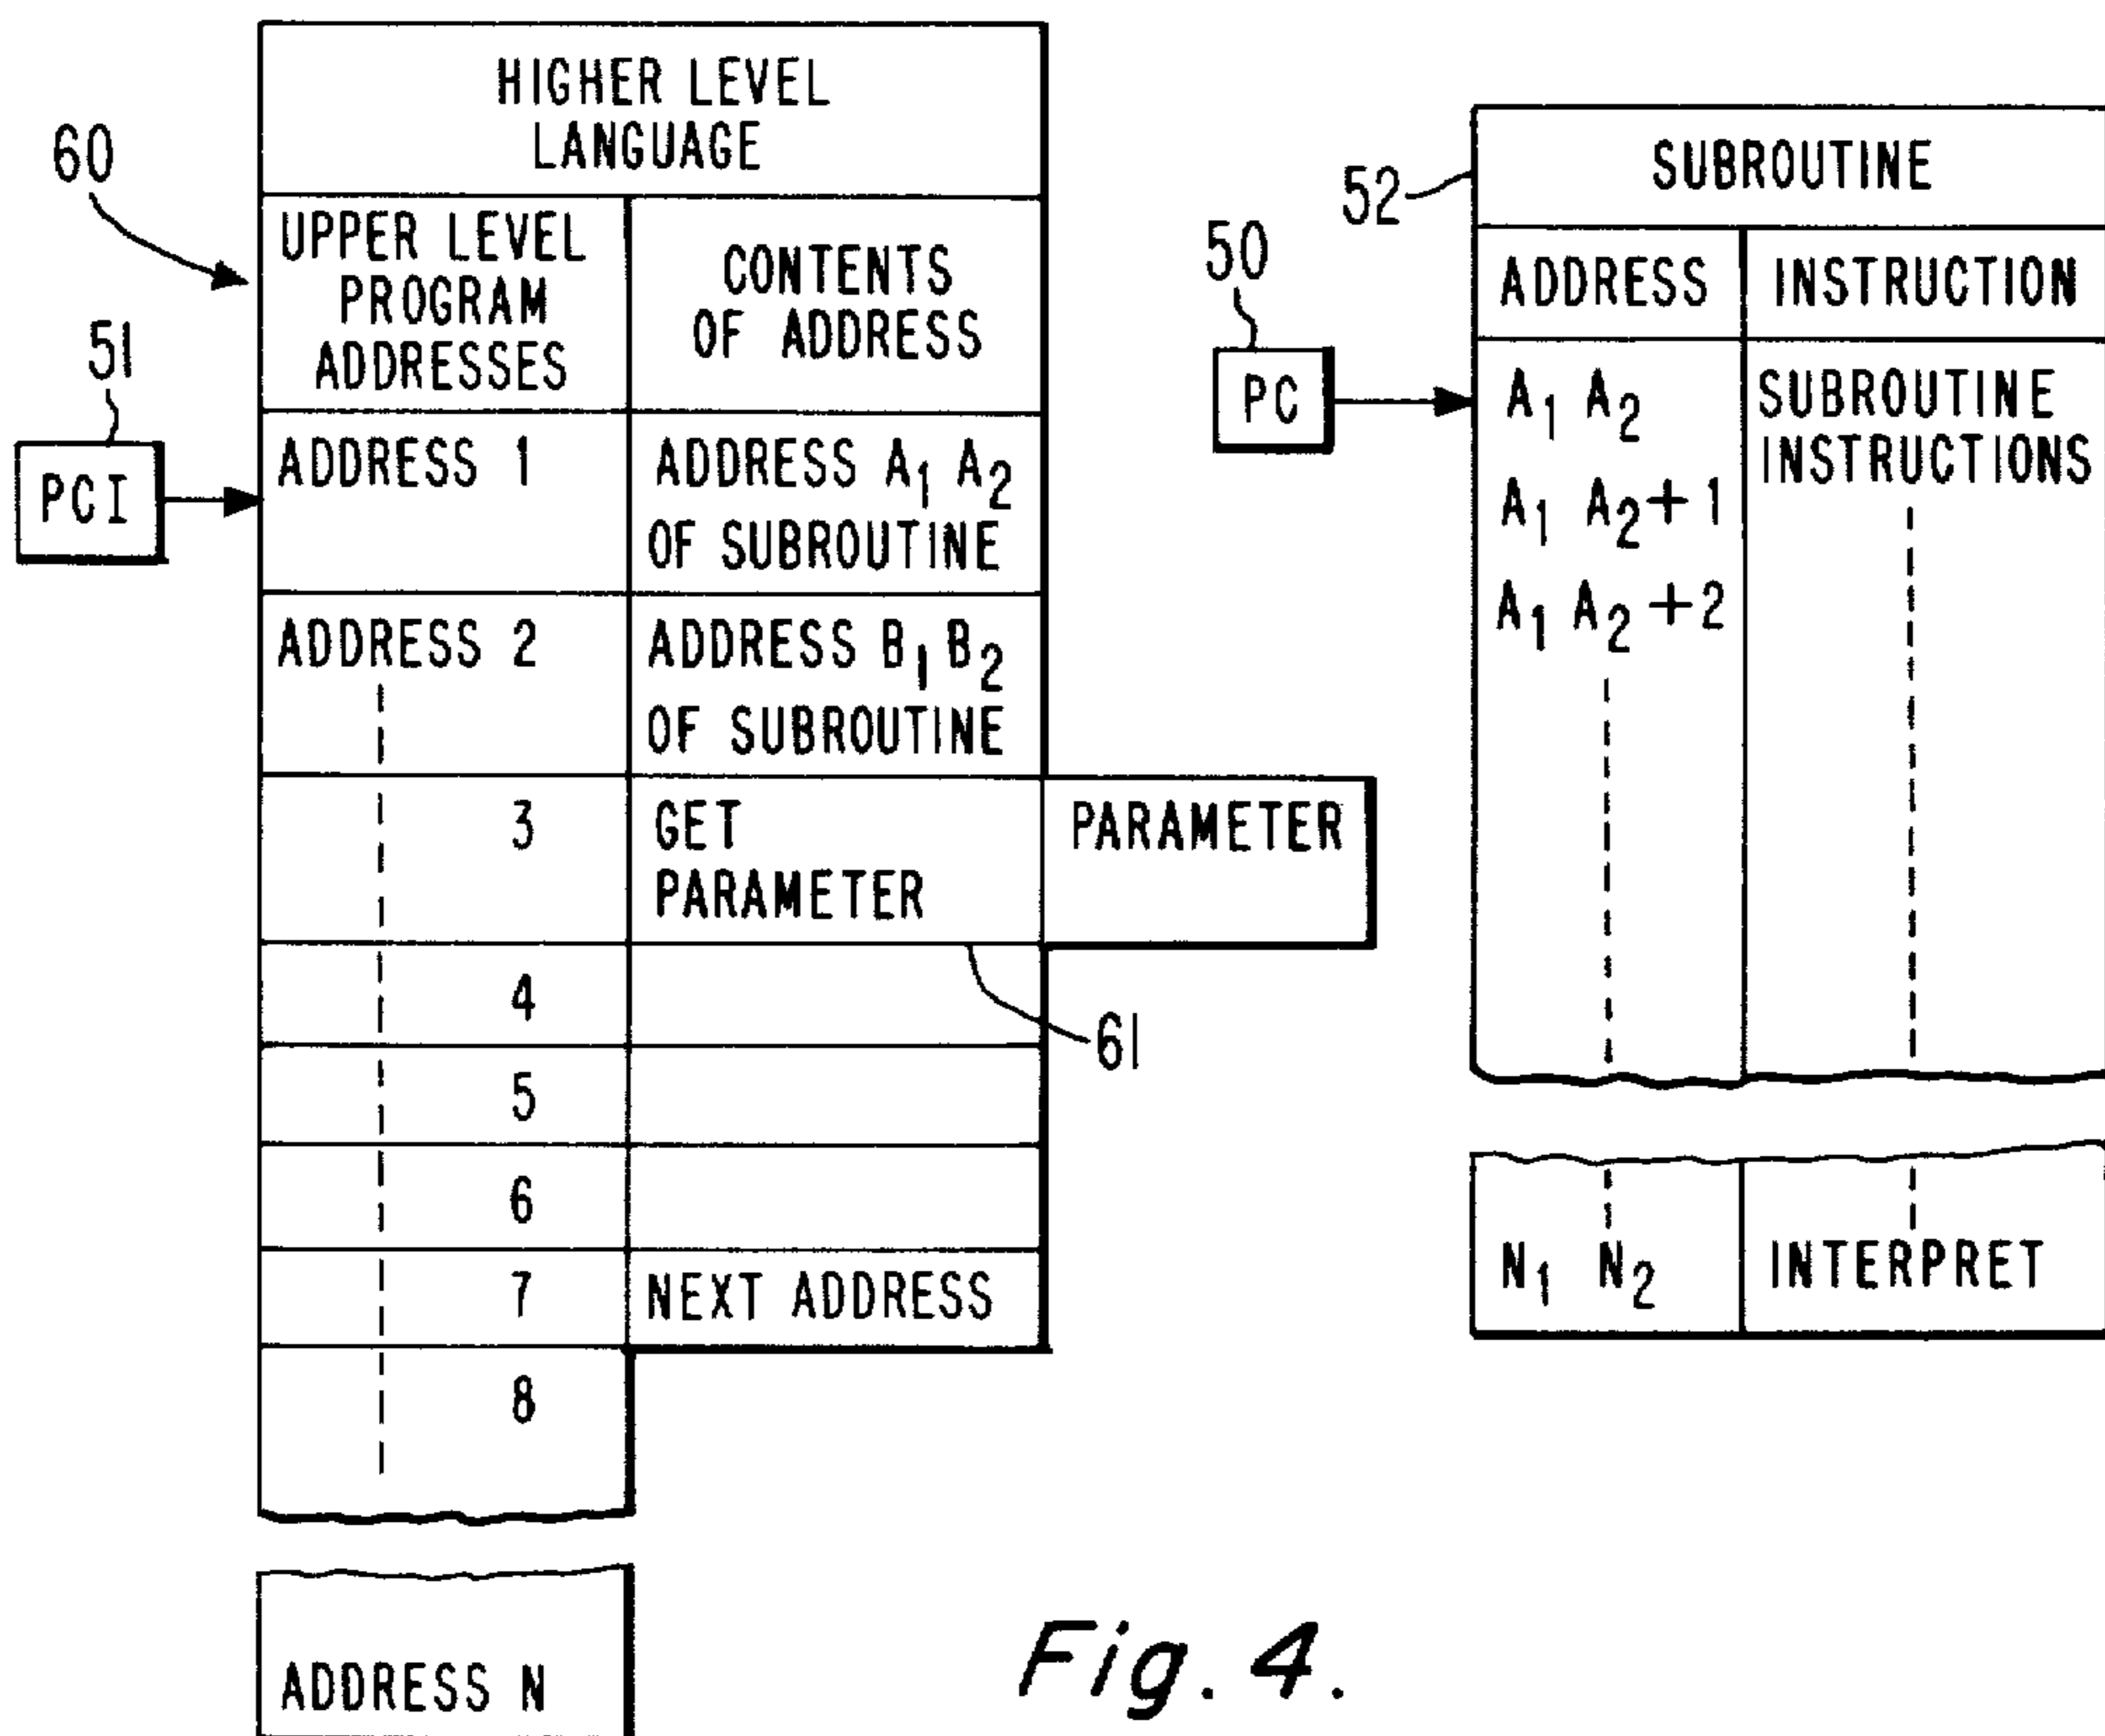 HIGHER LEVEL
LANGUAGE
60
UPPER LEVEL
PROGRAM
ADDRESSES
CONTENTS
OF ADDRESS
51
PCI
ADDRESS 1
ADDRESS A₁ A₂
OF SUBROUTINE
ADDRESS 2
ADDRESS B₁ B₂
OF SUBROUTINE
3
GET
PARAMETER
PARAMETER
4
61
5
6
7
NEXT ADDRESS
8
ADDRESS N
52
SUBROUTINE
50
PC
ADDRESS
INSTRUCTION
A₁ A₂
SUBROUTINE
INSTRUCTIONS
A₁ A₂+1
A₁ A₂+2
N₁ N₂
INTERPRET
Fig. 4.